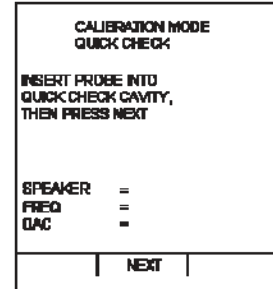 CALIBRATION MODE
QUICK CHECK
INSERT PROBE INTO
QUICK CHECK CAVITY,
THEN PRESS NEXT
SPEAKER =
FREQ =
DAC =
NEXT